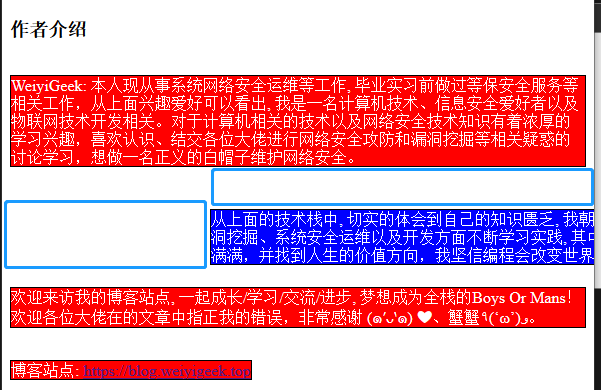 作者介绍
WeiyiGeek: 本人现从事系统网络安全运维等工作,毕业实习前做过等保安全服务等
相关工作，从上面兴趣爱好可以看出,我是一名计算机技术、信息安全爱好者以及
物联网技术开发相关。对于计算机相关的技术以及网络安全技术知识有着浓厚的
学习兴趣，喜欢认识、结交各位大佬进行网络安全攻防和漏洞挖掘等相关疑惑的
讨论学习，想做一名正义的白帽子维护网络安全。
从上面的技术栈中,切实的体会到自己的知识匮乏,我朝
洞挖掘、系统安全运维以及开发方面不断学习实践,其中
满满，并找到人生的价值方向，我坚信编程会改变世界
欢迎来访我的博客站点,一起成长/学习/交流/进步,梦想成为全栈的Boys Or Mans!
欢迎各位大佬在的文章中指正我的错误，非常感谢 (๑′ᴗ‵๑) ❤、蟹蟹٩(‘ω’)و。
博客站点: https://blog.weiyigeek.top